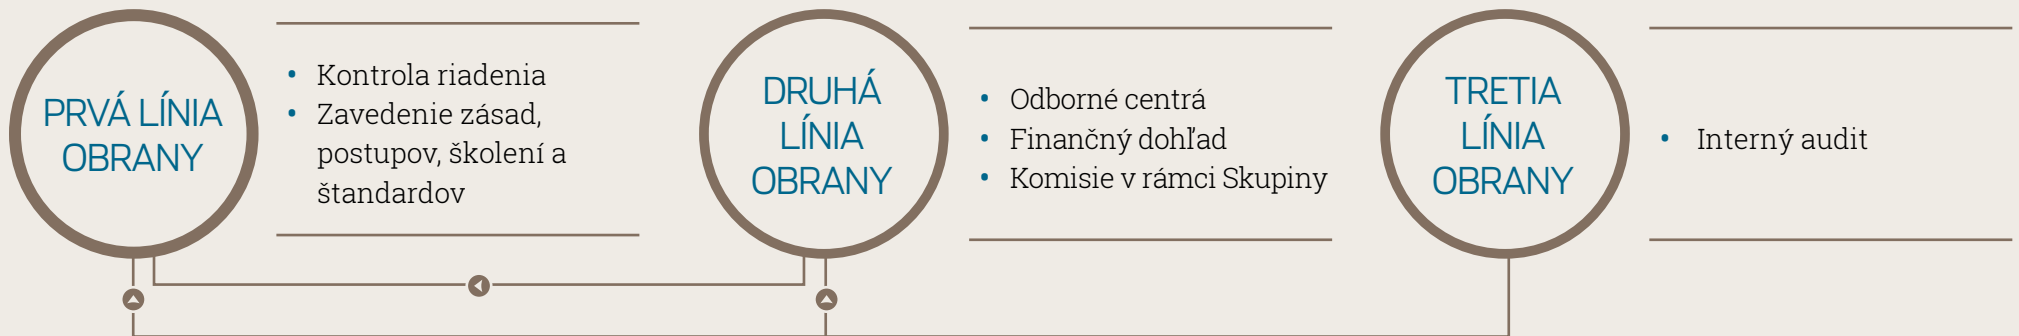 PRVÁ LÍNIA
OBRANY
• Kontrola riadenia
• Zavedenie zásad,
postupov, školení a
štandardov
DRUHÁ
LÍNIA
OBRANY
• Odborné centrá
• Finančný dohľad
• Komisie v rámci Skupiny
TRETIA
LÍNIA
OBRANY
• Interný audit